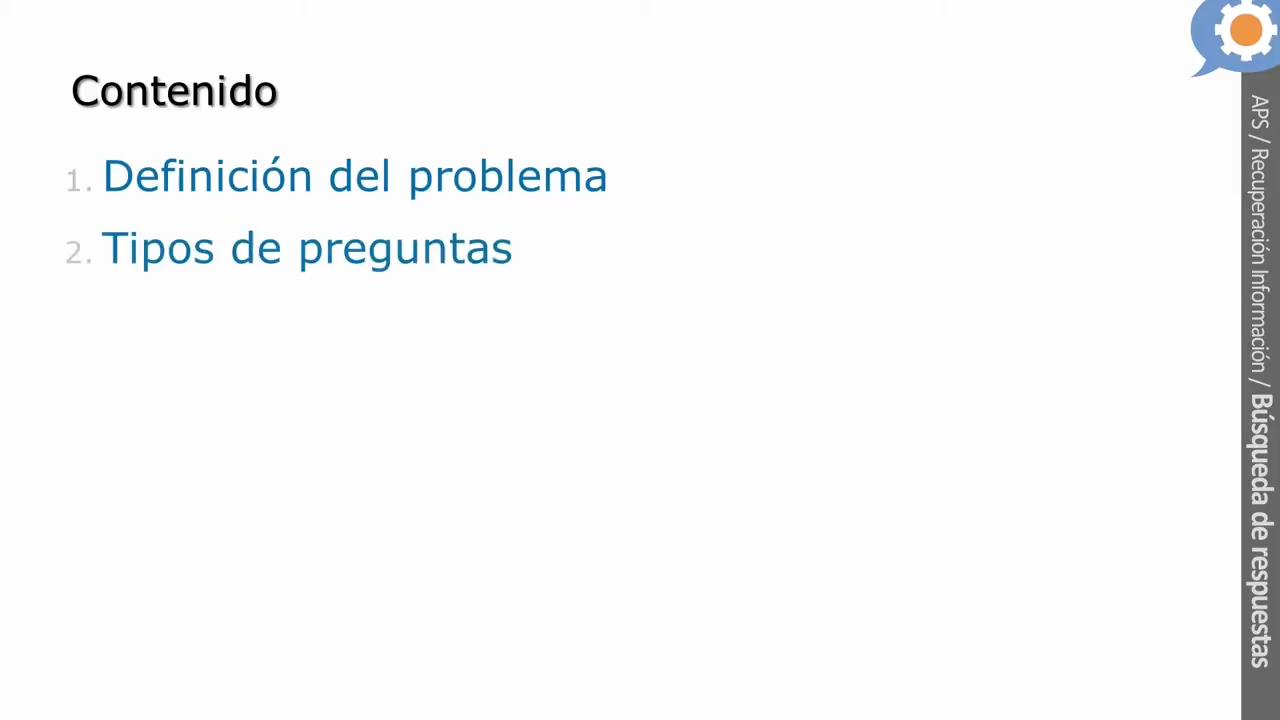 Contenido
1. Definición del problema
2. Tipos de preguntas
APS / Recuperación Información / Búsqueda de respuestas